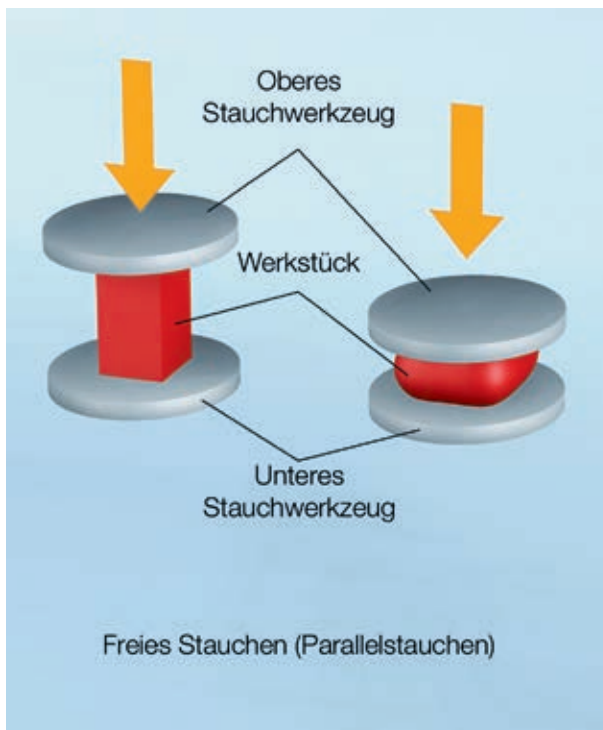 Oberes
Stauchwerkzeug
Werkstück
Unteres
Stauchwerkzeug
Freies Stauchen (Parallelstauchen)